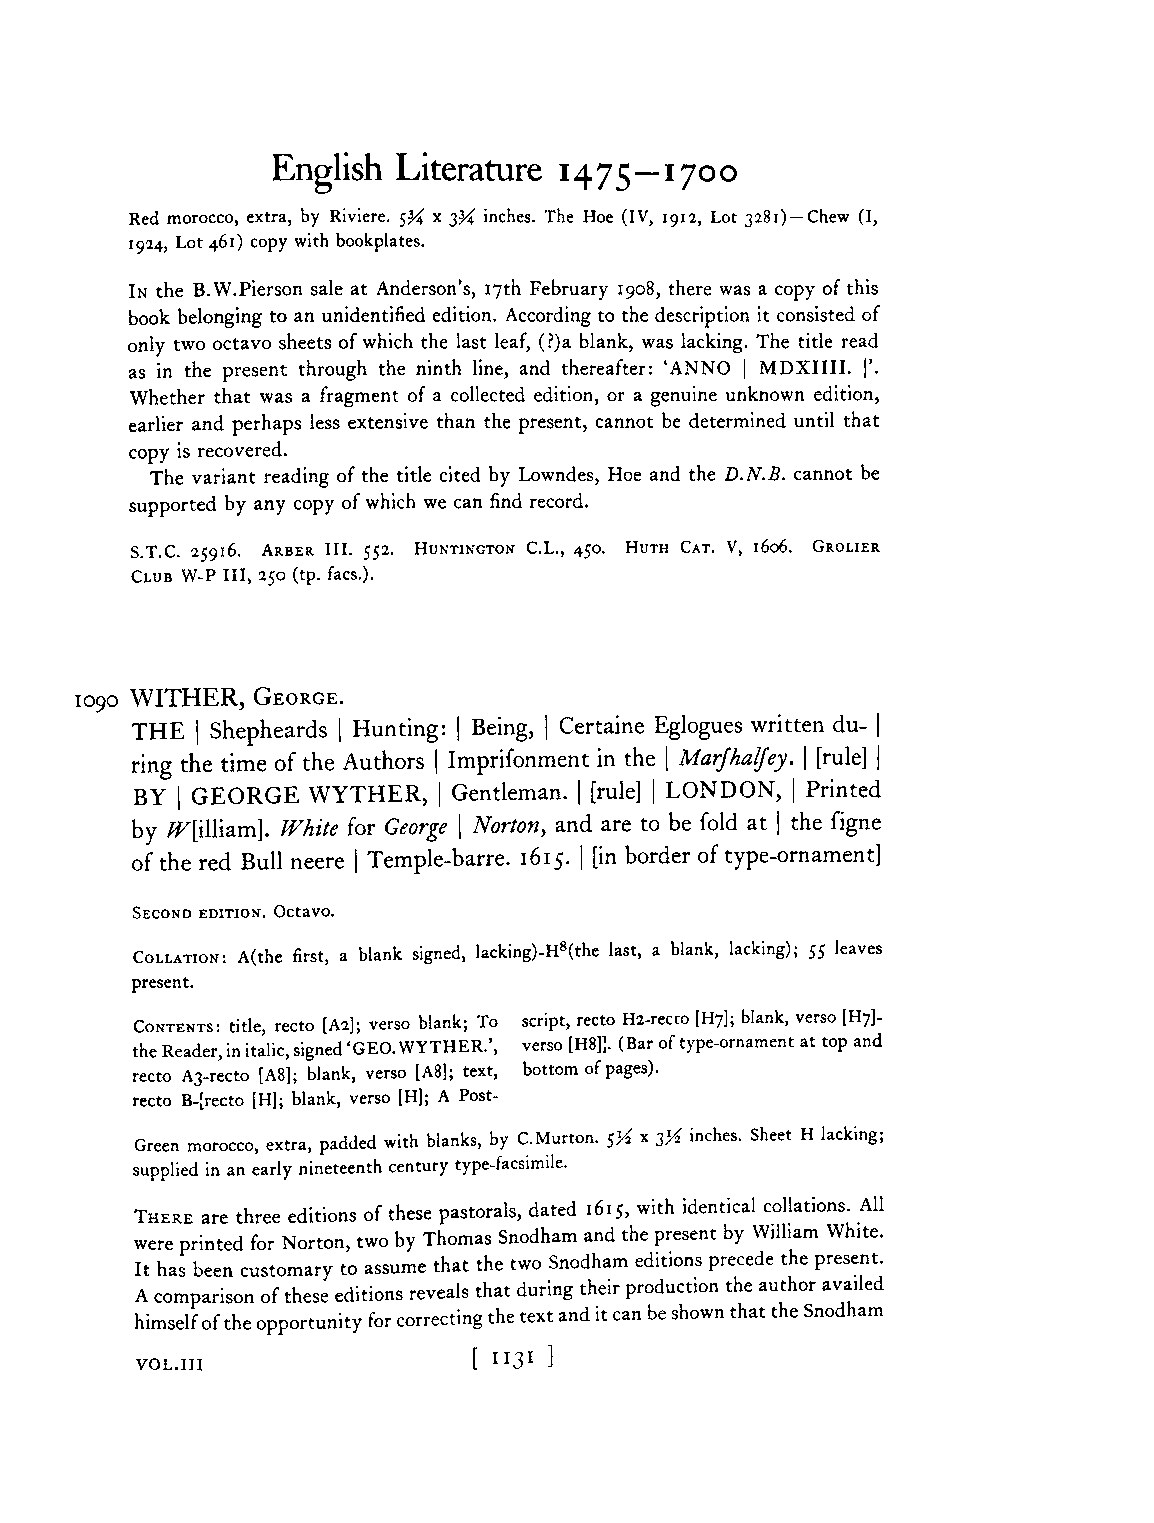 English Literature 1475—1700
Red morocco, extra, by Riviere. 5¾ x 3¾ inches. The Hoe (IV, 1912, Lot 3281)—Chew (I,
1924, Lot 461) copy with bookplates.
IN the B.W.Pierson sale at Anderson's, 17th February 1908, there was a copy of this
book belonging to an unidentified edition. According to the description it consisted of
only two octavo sheets of which the last leaf, (?)a blank, was lacking. The title read
as in the present through the ninth line, and thereafter: 'ANNO | MDXIIII. |'.
Whether that was a fragment of a collected edition, or a genuine unknown edition,
earlier and perhaps less extensive than the present, cannot be determined until that
copy is recovered.
The variant reading of the title cited by Lowndes, Hoe and the D.N.B. cannot be
supported by any copy of which we can find record.
S.T.C. 25916. ARBER III. 552. HUNTINGTON C.L., 450. HUTH CAT. V, 1606. GROLIER
CLUB W-P III, 250 (tp. facs.).
1090 WITHER, GEORGE.
THE | Shepheards | Hunting: | Being, | Certaine Eglogues written du- |
ring the time of the Authors | Impriſonment in the | Marſhalſey. | [rule] |
BY | GEORGE WYTHER, | Gentleman. | [rule] | LONDON, | Printed
by W[illiam]. White for George | Norton, and are to be ſold at | the ſigne
of the red Bull neere | Temple-barre. 1615. | [in border of type-ornament]
SECOND EDITION. Octavo.
COLLATION: A(the first, a blank signed, lacking)-H⁸(the last, a blank, lacking); 55 leaves
present.
CONTENTS: title, recto [A2]; verso blank; To
the Reader, in italic, signed 'GEO. WYTHER.',
recto A3-recto [A8]; blank, verso [A8]; text,
recto B-[recto [H]; blank, verso [H]; A Post-
script, recto H2-recto [H7]; blank, verso [H7]-
verso [H8]]. (Bar of type-ornament at top and
bottom of pages).
Green morocco, extra, padded with blanks, by C.Murton. 5½ x 3½ inches. Sheet H lacking;
supplied in an early nineteenth century type-facsimile.
THERE are three editions of these pastorals, dated 1615, with identical collations. All
were printed for Norton, two by Thomas Snodham and the present by William White.
It has been customary to assume that the two Snodham editions precede the present.
A comparison of these editions reveals that during their production the author availed
himself of the opportunity for correcting the text and it can be shown that the Snodham
VOL.III
[ 1131 ]